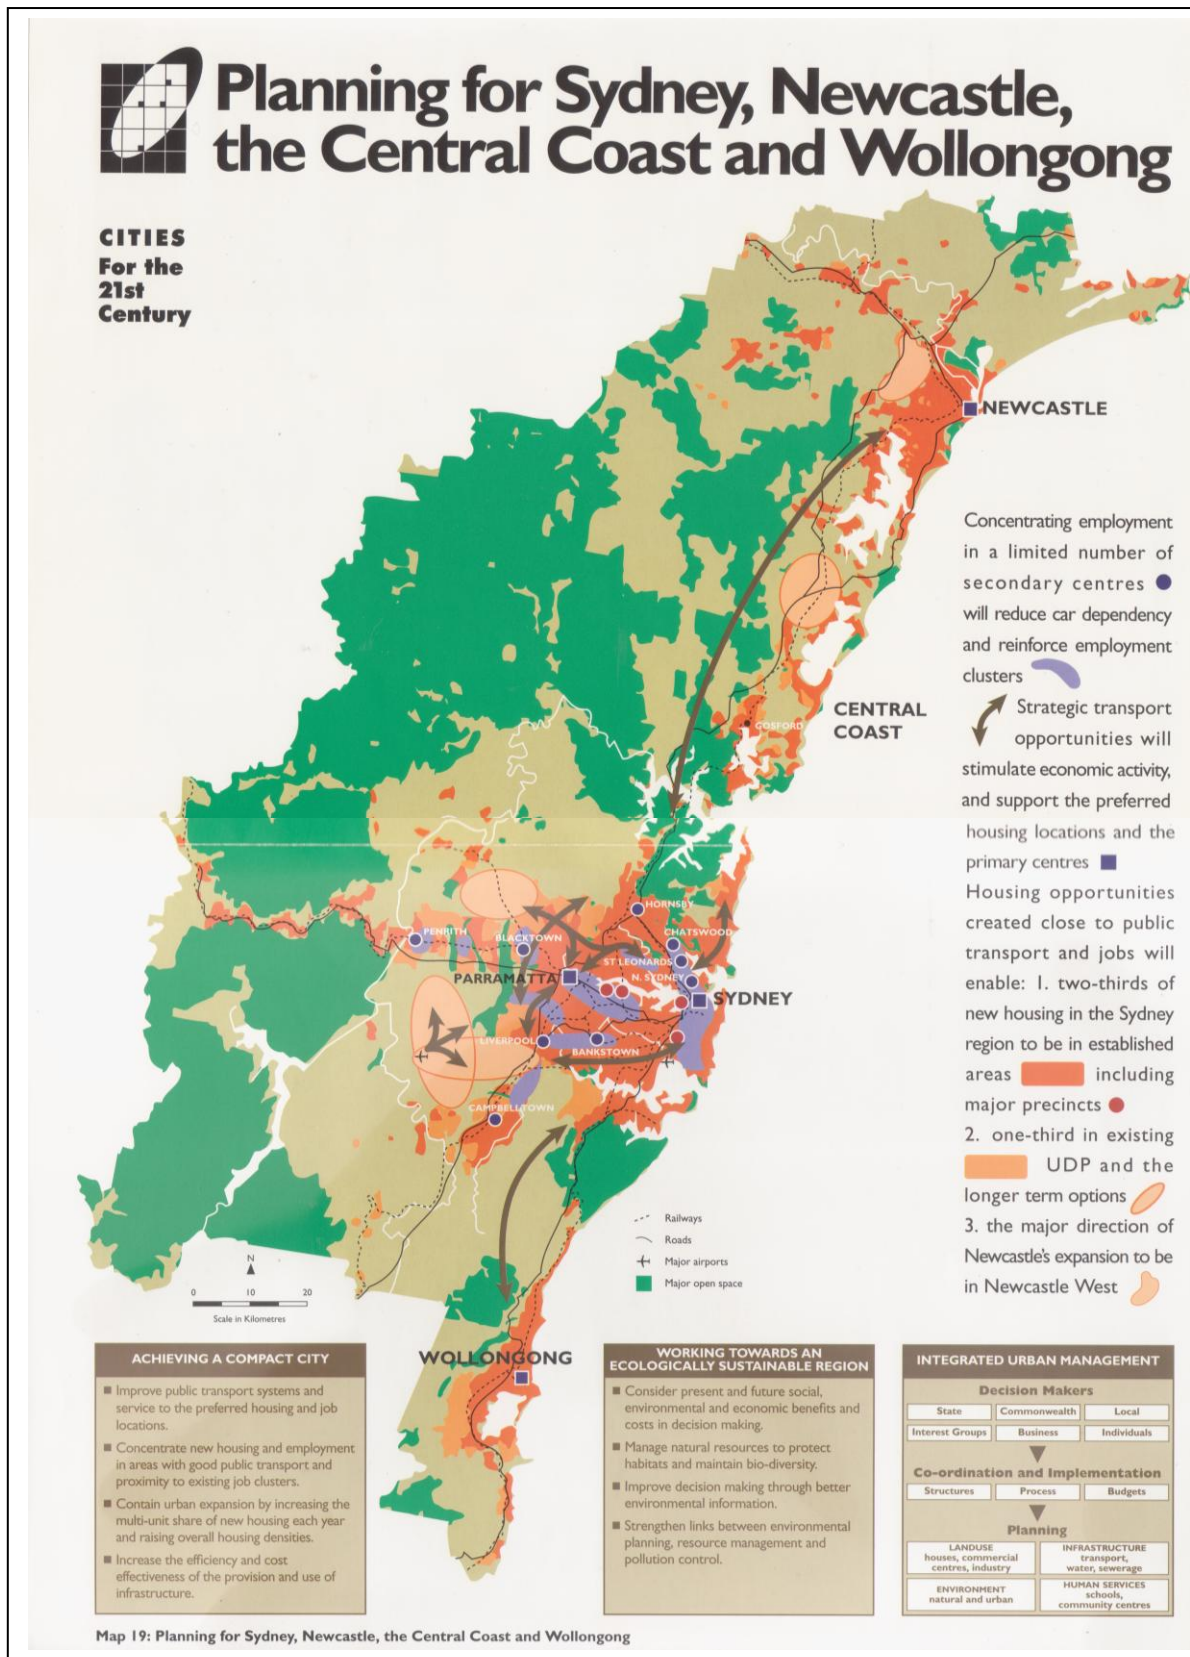 Planning for Sydney, Newcastle,
the Central Coast and Wollongong
CITIES
For the
21st
Century
NEWCASTLE
CENTRAL
COAST
GOSFORD
HORNSBY
CHATSWOOD
PENRITH
BLACKTOWN
ST LEONARDS
N. SYDNEY
PARRAMATTA
SYDNEY
LIVERPOOL
BANKSTOWN
CAMPBELLTOWN
WOLLONGONG
Concentrating employment
in a limited number of
secondary centres
will reduce car dependency
and reinforce employment
clusters
Strategic transport
opportunities will
stimulate economic activity,
and support the preferred
housing locations and the
primary centres
Housing opportunities
created close to public
transport and jobs will
enable: 1. two-thirds of
new housing in the Sydney
region to be in established
areas including
major precincts
2. one-third in existing
UDP and the
longer term options
3. the major direction of
Newcastle's expansion to be
in Newcastle West
Railways
Roads
Major airports
Major open space
N
0 10 20
Scale in Kilometres
ACHIEVING A COMPACT CITY
Improve public transport systems and
service to the preferred housing and job
locations.
Concentrate new housing and employment
in areas with good public transport and
proximity to existing job clusters.
Contain urban expansion by increasing the
multi-unit share of new housing each year
and raising overall housing densities.
Increase the efficiency and cost
effectiveness of the provision and use of
infrastructure.
WORKING TOWARDS AN
ECOLOGICALLY SUSTAINABLE REGION
Consider present and future social,
environmental and economic benefits and
costs in decision making.
Manage natural resources to protect
habitats and maintain bio-diversity.
Improve decision making through better
environmental information.
Strengthen links between environmental
planning, resource management and
pollution control.
INTEGRATED URBAN MANAGEMENT
Decision Makers
State Commonwealth Local
Interest Groups Business Individuals
Co-ordination and Implementation
Structures Process Budgets
Planning
LANDUSE
houses, commercial
centres, industry
INFRASTRUCTURE
transport,
water, sewerage
ENVIRONMENT
natural and urban
HUMAN SERVICES
schools,
community centres
Map 19: Planning for Sydney, Newcastle, the Central Coast and Wollongong